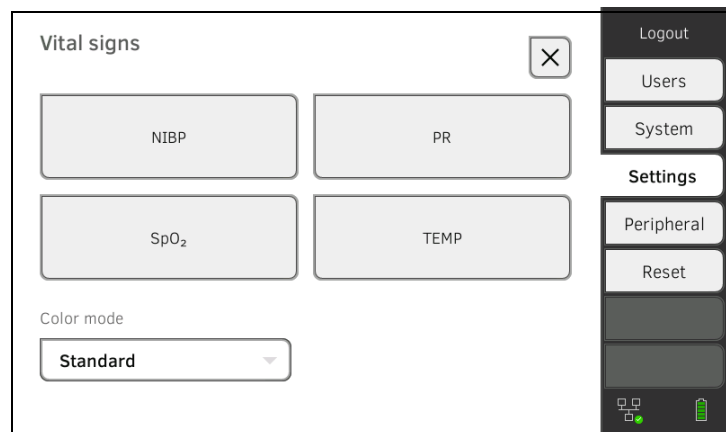 Vital signs
NIBP
PR
SpO₂
TEMP
Color mode
Standard
Logout
Users
System
Settings
Peripheral
Reset